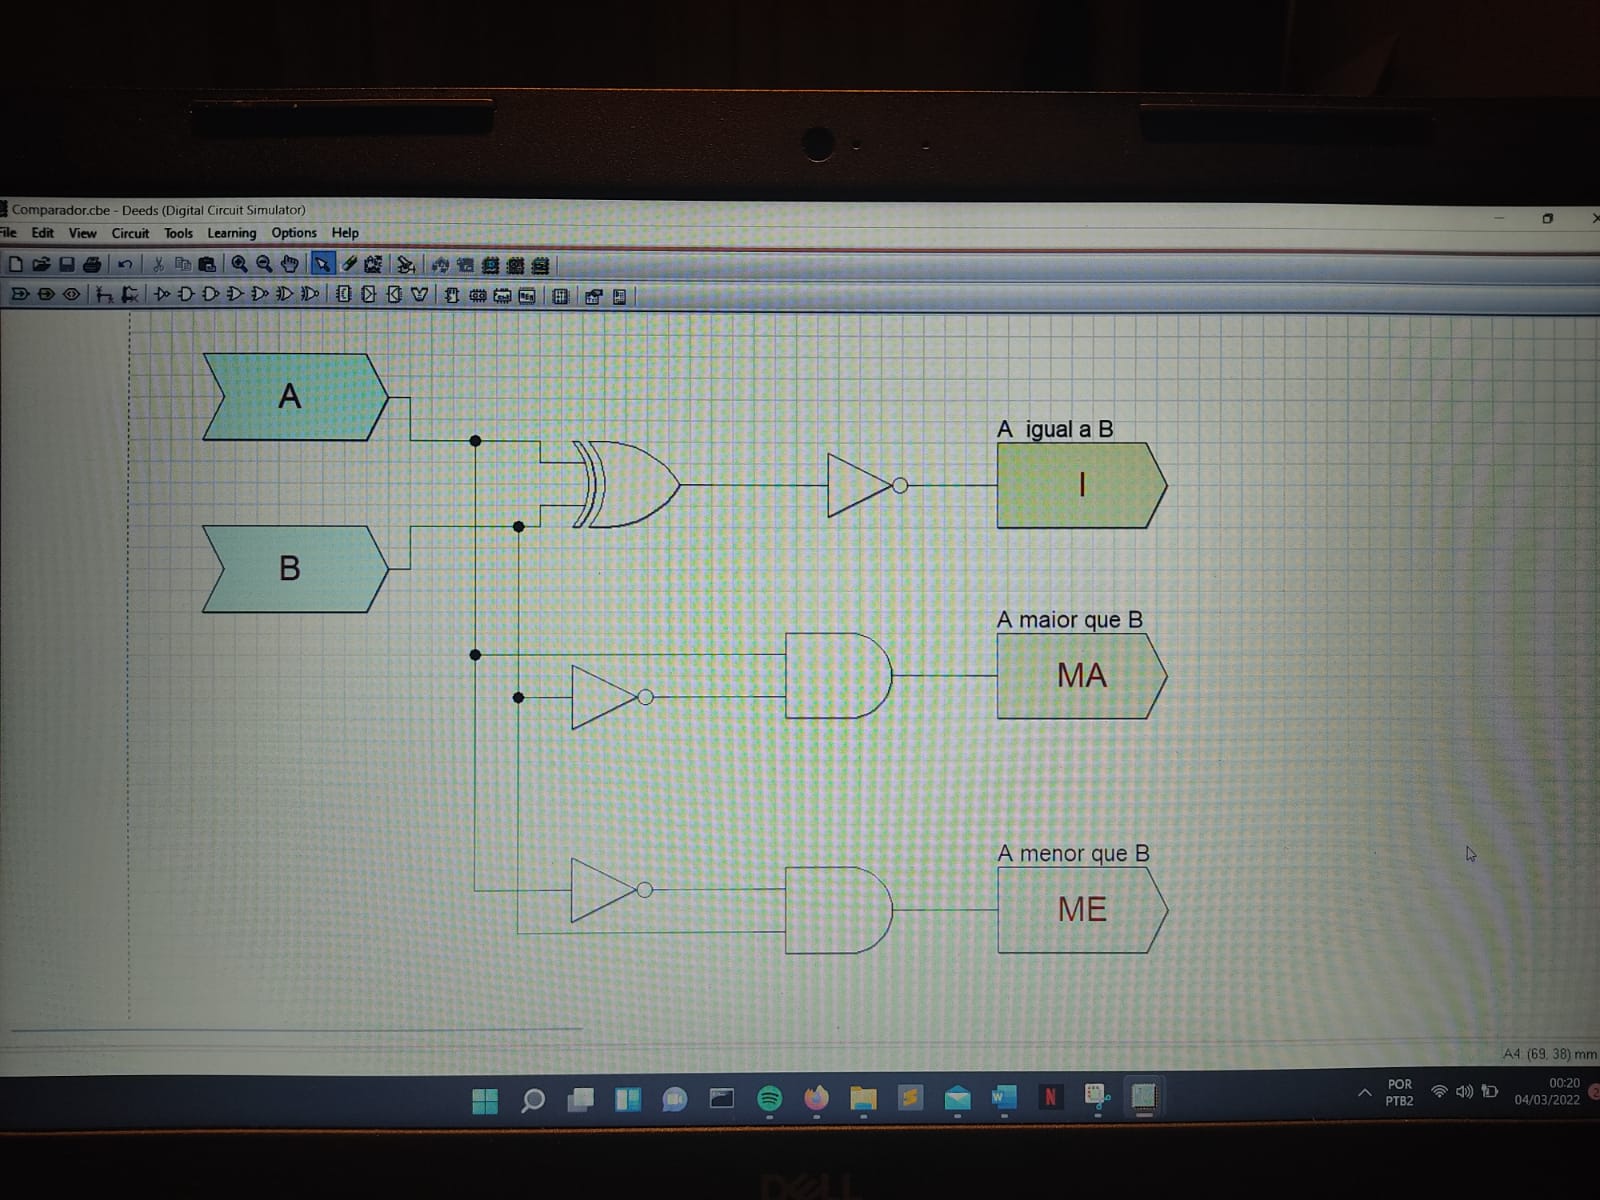 Comparador.cbe - Deeds (Digital Circuit Simulator)
File Edit View Circuit Tools Learning Options Help
A
A igual a B
I
B
A maior que B
MA
A menor que B
ME
A4: (69, 38) mm
POR
PTB2
00:20
04/03/2022
DELL